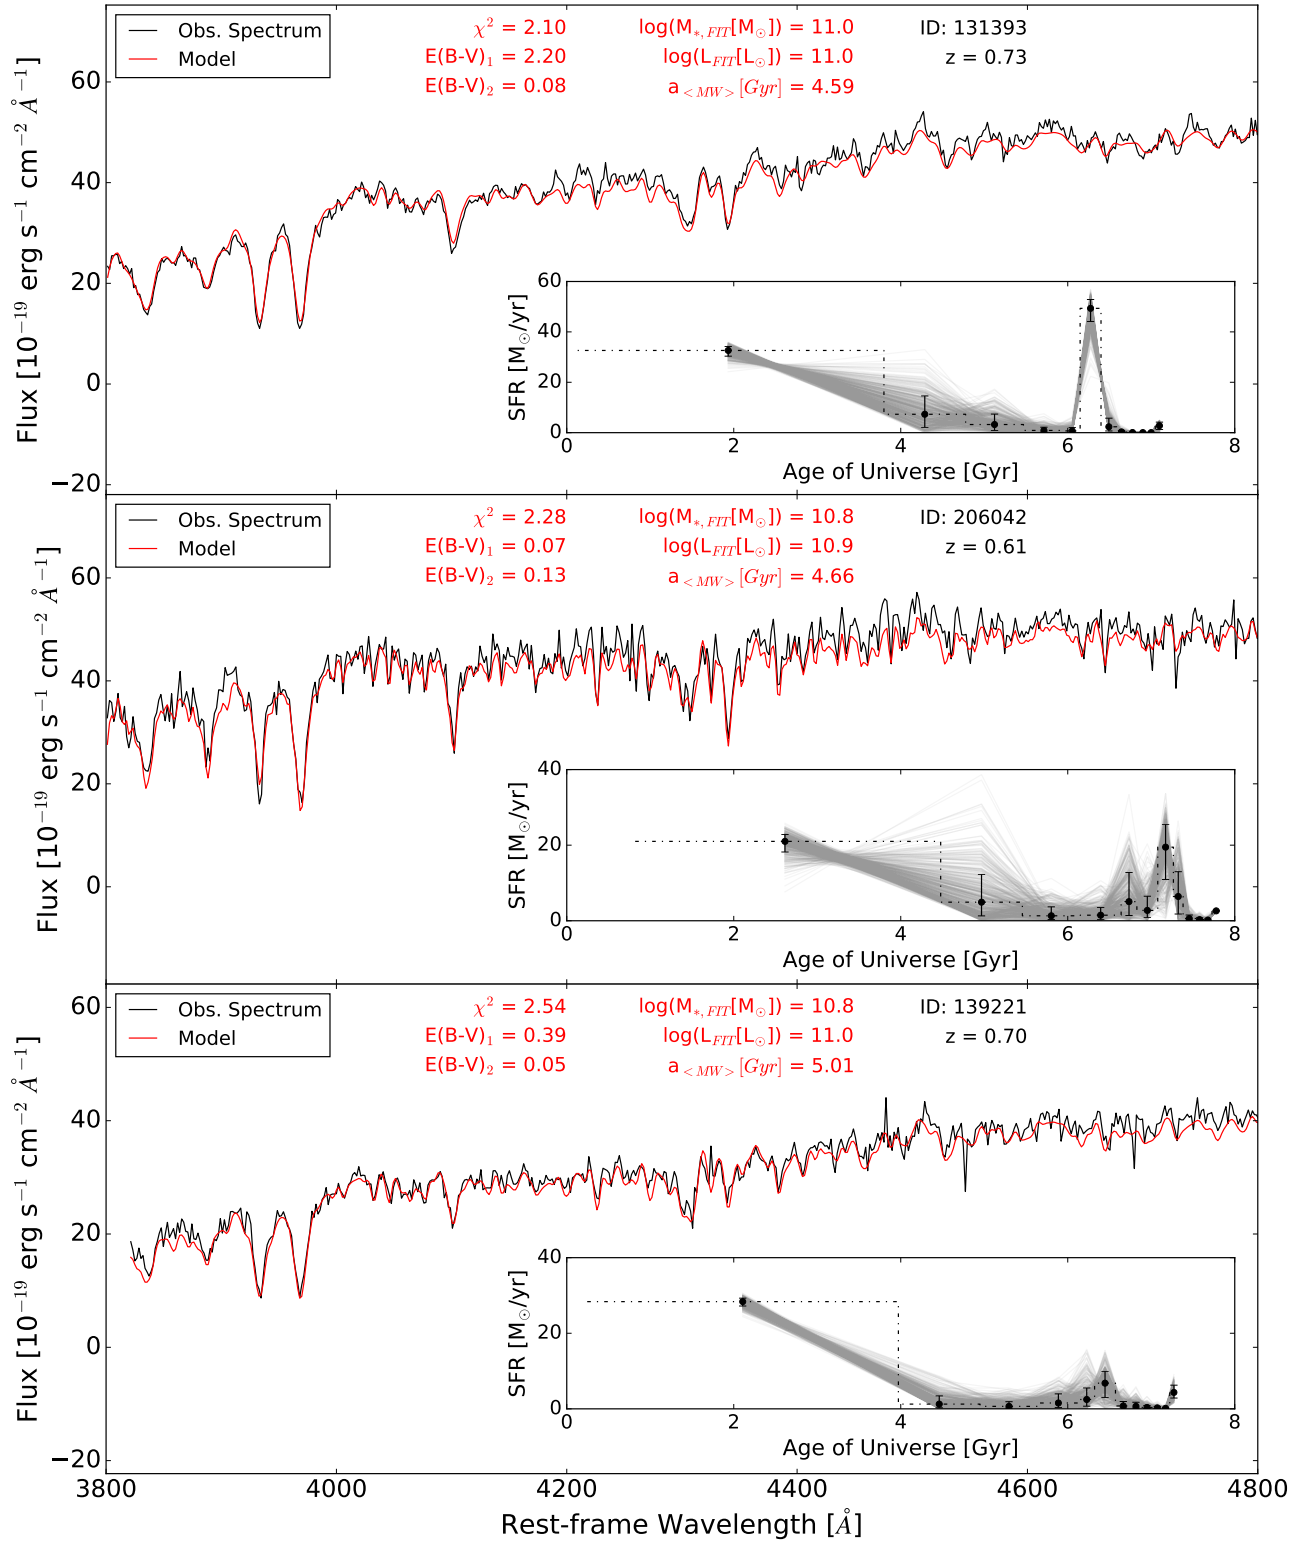 Obs. Spectrum
Model
χ² = 2.10
E(B-V)₁ = 2.20
E(B-V)₂ = 0.08
log(M*,FIT[M⊙]) = 11.0
log(L_FIT[L⊙]) = 11.0
a<MW>[Gyr] = 4.59
ID: 131393
z = 0.73
Flux [10⁻¹⁹ erg s⁻¹ cm⁻² Å⁻¹]
60
40
20
0
−20
SFR [M⊙/yr]
60
40
20
0
0 2 4 6 8
Age of Universe [Gyr]
Obs. Spectrum
Model
χ² = 2.28
E(B-V)₁ = 0.07
E(B-V)₂ = 0.13
log(M*,FIT[M⊙]) = 10.8
log(L_FIT[L⊙]) = 10.9
a<MW>[Gyr] = 4.66
ID: 206042
z = 0.61
Flux [10⁻¹⁹ erg s⁻¹ cm⁻² Å⁻¹]
60
40
20
0
SFR [M⊙/yr]
40
20
0
0 2 4 6 8
Age of Universe [Gyr]
Obs. Spectrum
Model
χ² = 2.54
E(B-V)₁ = 0.39
E(B-V)₂ = 0.05
log(M*,FIT[M⊙]) = 10.8
log(L_FIT[L⊙]) = 11.0
a<MW>[Gyr] = 5.01
ID: 139221
z = 0.70
Flux [10⁻¹⁹ erg s⁻¹ cm⁻² Å⁻¹]
60
40
20
0
−20
SFR [M⊙/yr]
40
20
0
0 2 4 6 8
Age of Universe [Gyr]
3800 4000 4200 4400 4600 4800
Rest-frame Wavelength [Å]